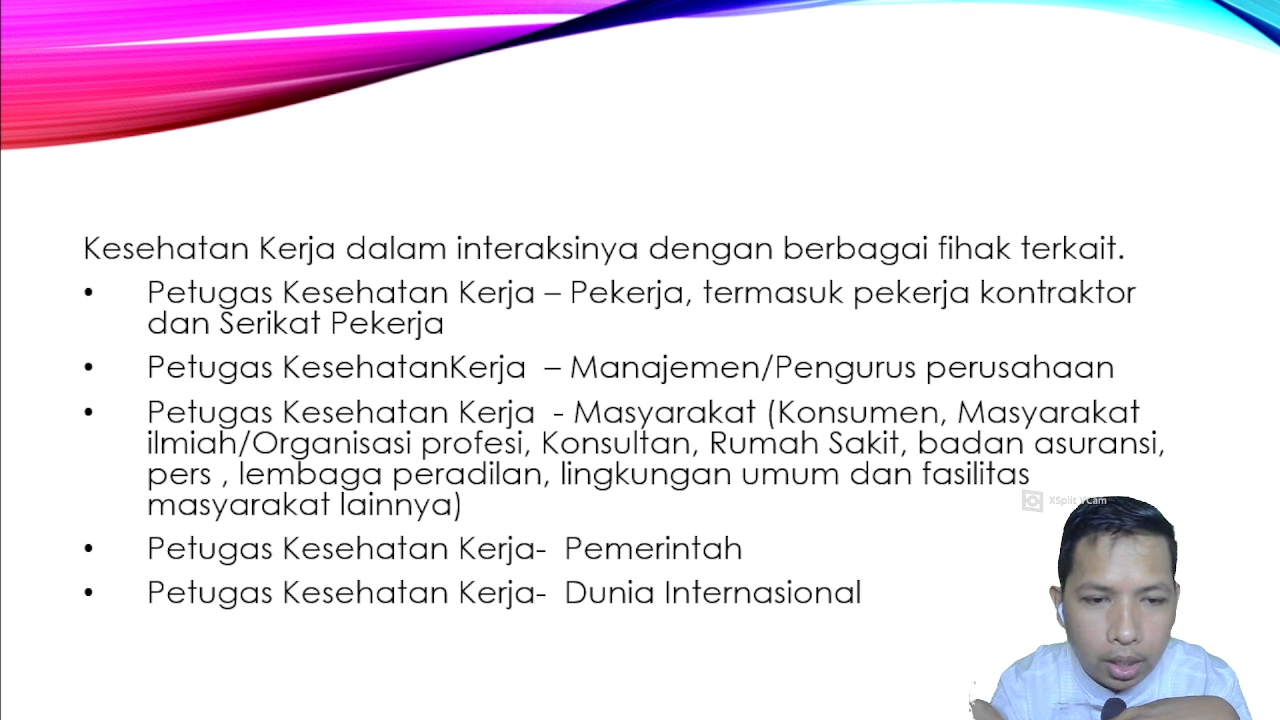 Kesehatan Kerja dalam interaksinya dengan berbagai fihak terkait.
• Petugas Kesehatan Kerja – Pekerja, termasuk pekerja kontraktor
dan Serikat Pekerja
• Petugas KesehatanKerja – Manajemen/Pengurus perusahaan
• Petugas Kesehatan Kerja - Masyarakat (Konsumen, Masyarakat
ilmiah/Organisasi profesi, Konsultan, Rumah Sakit, badan asuransi,
pers , lembaga peradilan, lingkungan umum dan fasilitas
masyarakat lainnya)
XSplit VCam
• Petugas Kesehatan Kerja- Pemerintah
• Petugas Kesehatan Kerja- Dunia Internasional